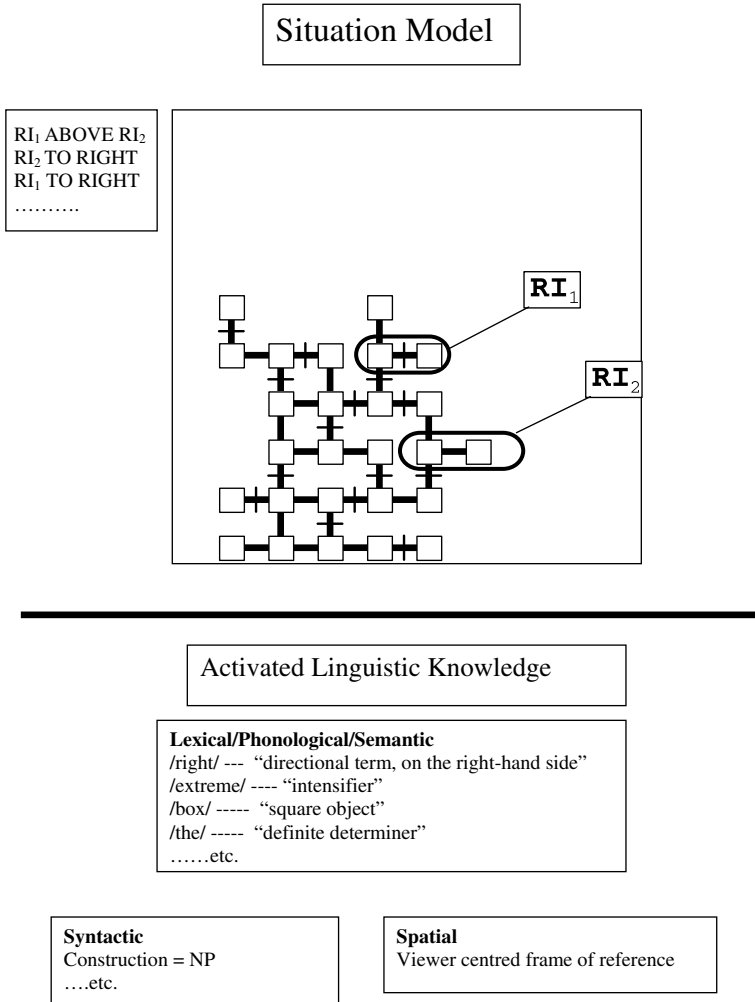 Situation Model
RI₁ ABOVE RI₂
RI₂ TO RIGHT
RI₁ TO RIGHT
……….
RI₁
RI₂
Activated Linguistic Knowledge
Lexical/Phonological/Semantic
/right/ --- “directional term, on the right-hand side”
/extreme/ ---- “intensifier”
/box/ ----- “square object”
/the/ ----- “definite determiner”
……etc.
Syntactic
Construction = NP
….etc.
Spatial
Viewer centred frame of reference